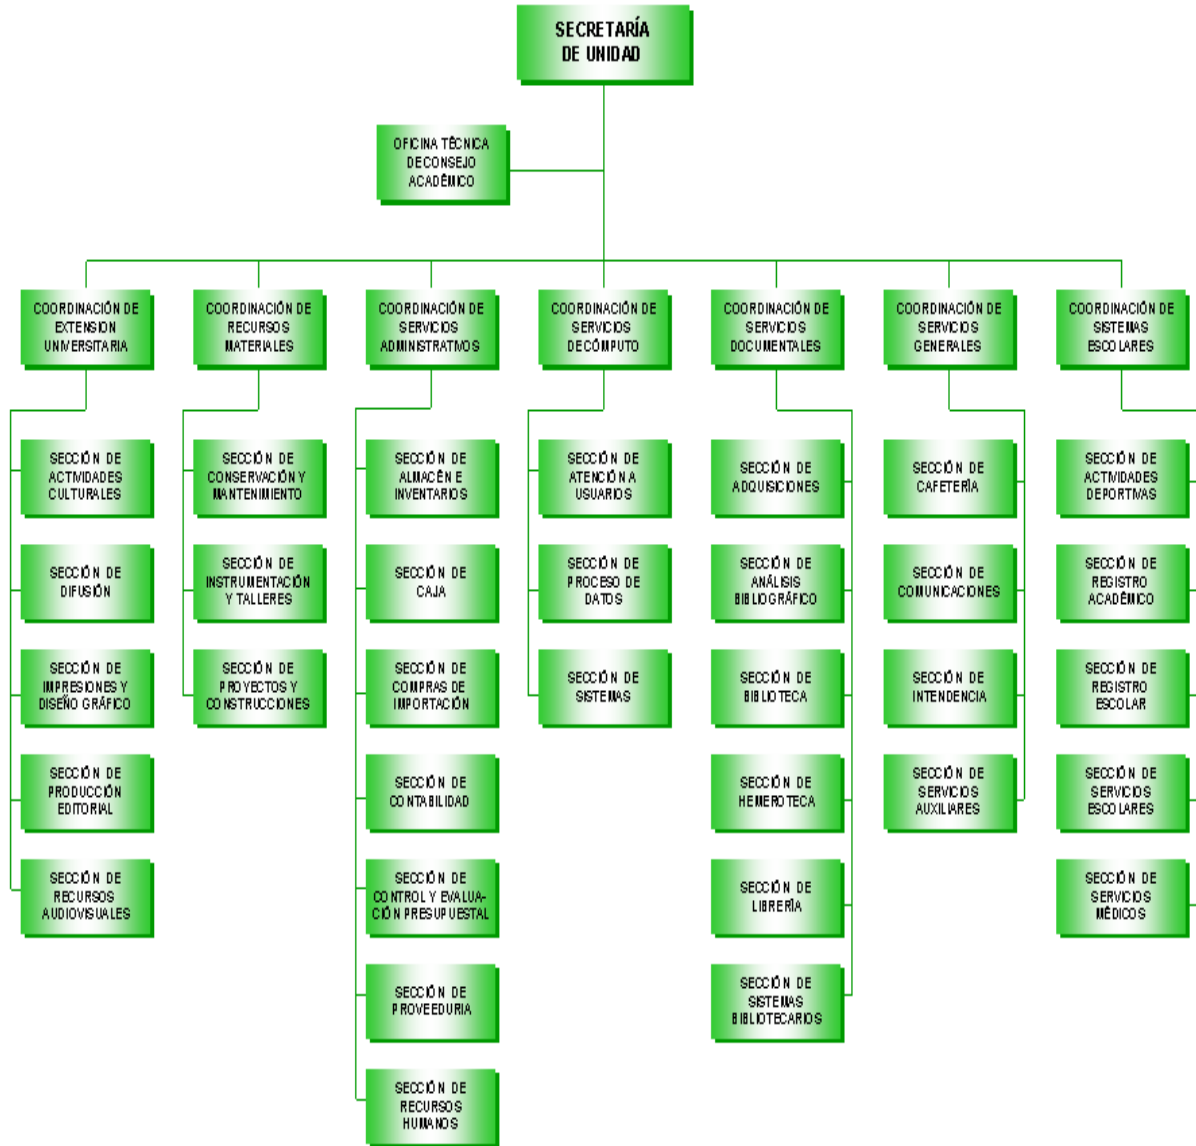 SECRETARÍA
DE UNIDAD
OFICINA TÉCNICA
DE CONSEJO
ACADÉMICO
COORDINACIÓN DE
EXTENSION
UNIVERSITARIA
COORDINACIÓN DE
RECURSOS
MATERIALES
COORDINACIÓN DE
SERVICIOS
ADMINISTRATIVOS
COORDINACIÓN DE
SERVICIOS
DE CÓMPUTO
COORDINACIÓN DE
SERVICIOS
DOCUMENTALES
COORDINACIÓN DE
SERVICIOS
GENERALES
COORDINACIÓN DE
SISTEMAS
ESCOLARES
SECCIÓN DE
ACTIVIDADES
CULTURALES
SECCIÓN DE
DIFUSIÓN
SECCIÓN DE
IMPRESIONES Y
DISEÑO GRÁFICO
SECCIÓN DE
PRODUCCIÓN
EDITORIAL
SECCIÓN DE
RECURSOS
AUDIOVISUALES
SECCIÓN DE
CONSERVACIÓN Y
MANTENIMIENTO
SECCIÓN DE
INSTRUMENTACIÓN
Y TALLERES
SECCIÓN DE
PROYECTOS Y
CONSTRUCCIONES
SECCIÓN DE
ALMACÉN E
INVENTARIOS
SECCIÓN DE
CAJA
SECCIÓN DE
COMPRAS DE
IMPORTACIÓN
SECCIÓN DE
CONTABILIDAD
SECCIÓN DE
CONTROL Y EVALUA-
CIÓN PRESUPUESTAL
SECCIÓN DE
PROVEEDURIA
SECCIÓN DE
RECURSOS
HUMANOS
SECCIÓN DE
ATENCIÓN A
USUARIOS
SECCIÓN DE
PROCESO DE
DATOS
SECCIÓN DE
SISTEMAS
SECCIÓN DE
ADQUISICIONES
SECCIÓN DE
ANÁLISIS
BIBLIOGRÁFICO
SECCIÓN DE
BIBLIOTECA
SECCIÓN DE
HEMEROTECA
SECCIÓN DE
LIBRERÍA
SECCIÓN DE
SISTEMAS
BIBLIOTECARIOS
SECCIÓN DE
CAFETERÍA
SECCIÓN DE
COMUNICACIONES
SECCIÓN DE
INTENDENCIA
SECCIÓN DE
SERVICIOS
AUXILIARES
SECCIÓN DE
ACTIVIDADES
DEPORTIVAS
SECCIÓN DE
REGISTRO
ACADÉMICO
SECCIÓN DE
REGISTRO
ESCOLAR
SECCIÓN DE
SERVICIOS
ESCOLARES
SECCIÓN DE
SERVICIOS
MÉDICOS